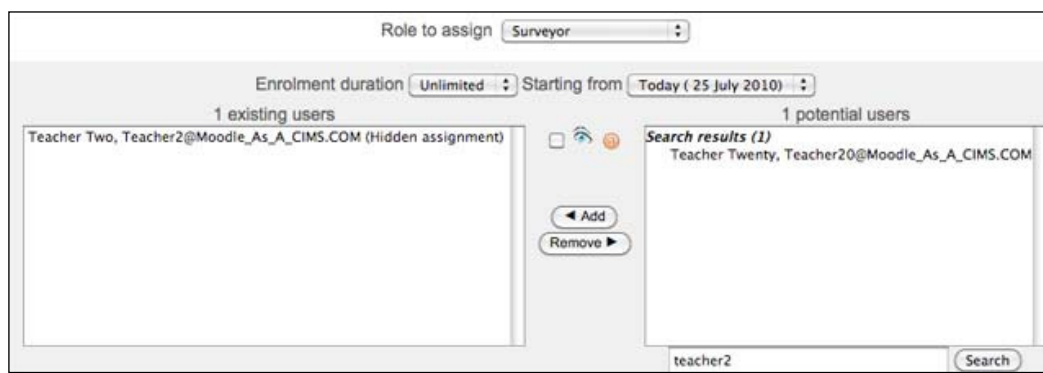 Role to assign Surveyor
Enrolment duration Unlimited Starting from Today ( 25 July 2010)
1 existing users
Teacher Two, Teacher2@Moodle_As_A_CIMS.COM (Hidden assignment)
◄ Add
Remove ►
1 potential users
Search results (1)
Teacher Twenty, Teacher20@Moodle_As_A_CIMS.COM
teacher2 Search